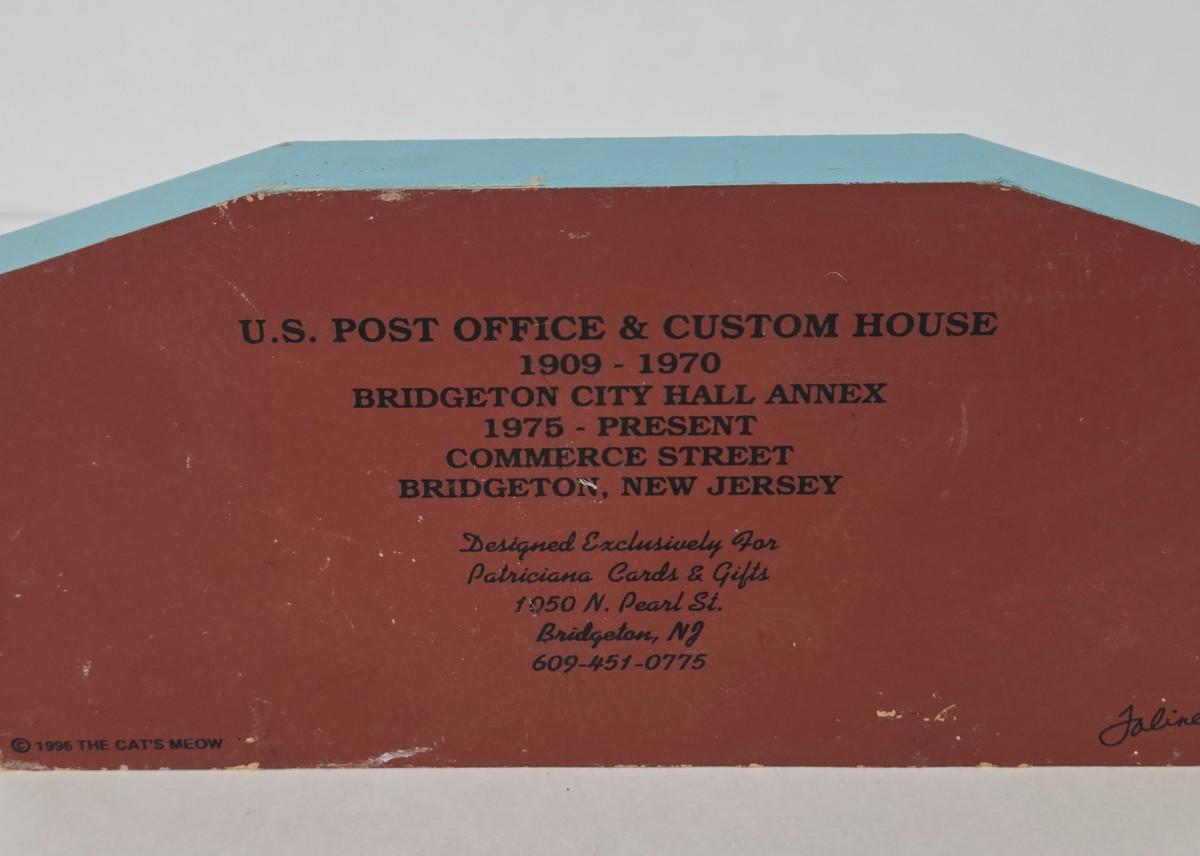 U.S. POST OFFICE & CUSTOM HOUSE
1909 - 1970
BRIDGETON CITY HALL ANNEX
1975 - PRESENT
COMMERCE STREET
BRIDGETON, NEW JERSEY
Designed Exclusively For
Patriciana Cards & Gifts
1050 N. Pearl St.
Bridgeton, NJ
609-451-0775
© 1996 THE CAT'S MEOW
Faline